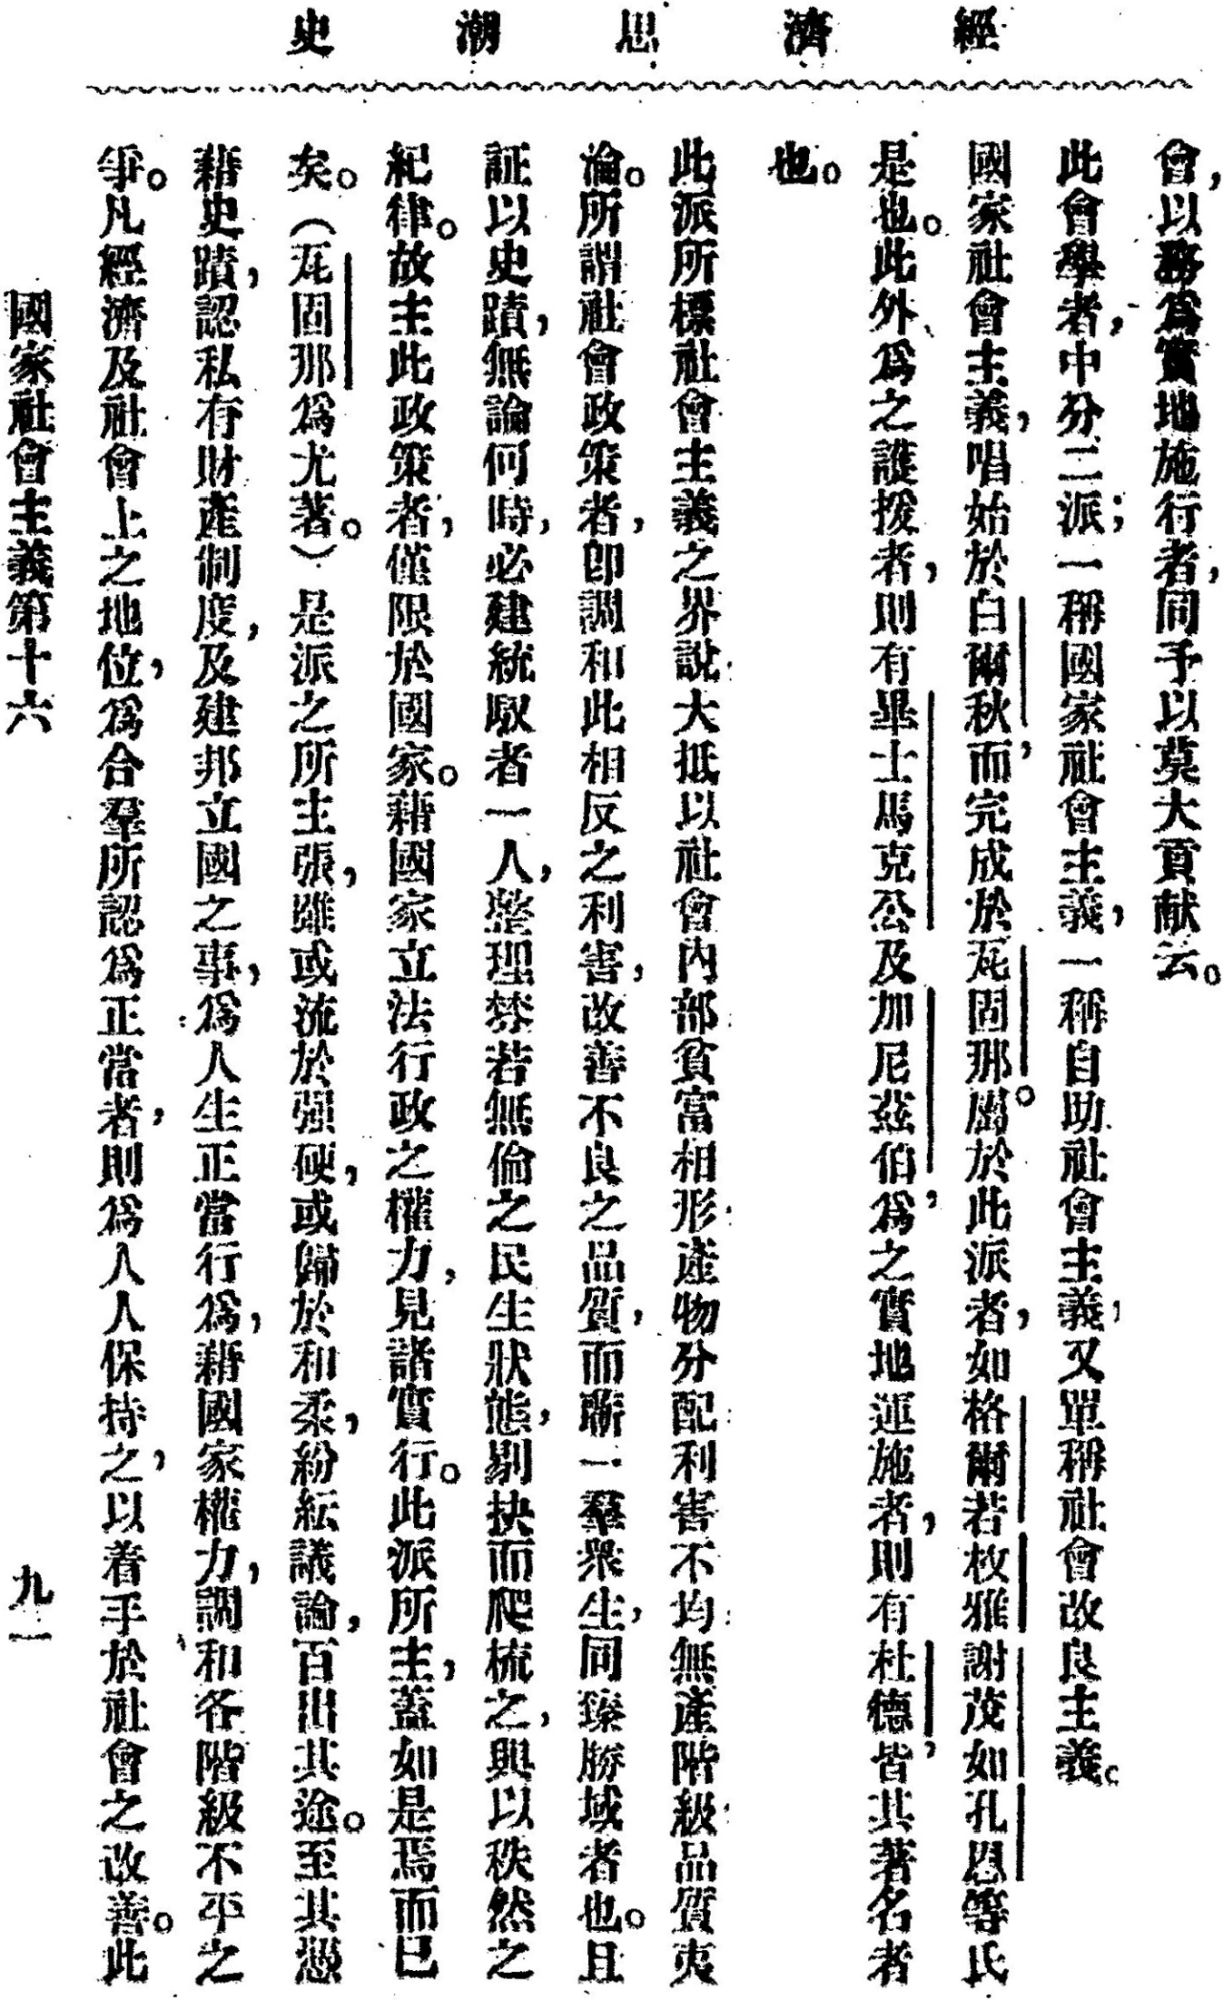 經濟思潮史
會，以務爲實地施行者，同予以莫大貢献云。
此會學者，中分二派；一稱國家社會主義，一稱自助社會主義，又單稱社會改良主義。
國家社會主義，唱始於白爾秋而，完成於瓦固那。屬於此派者，如格爾若枚雅謝茂如孔恩等氏
是也。此外爲之護援者，則有畢士馬克公及加尼茲伯，爲之實地運施者，則有杜德，皆其著名者
也。
此派所標社會主義之界說大抵以社會內部貧富相形產物分配利害不均無產階級品質夷
淪。所謂社會政策者，卽調和此相反之利害，改善不良之品質，而蘄一羣衆生，同臻勝域者也。且
証以史蹟，無論何時，必建統馭者一人，整理棼若無倫之民生狀態，剔抉而爬梳之，與以秩然之
紀律。故主此政策者，僅限於國家。藉國家立法行政之權力，見諸實行。此派所主，蓋如是焉而已
矣。（瓦固那爲尤著。）是派之所主張，雖或流於强硬，或歸於和柔，紛紜議論，百出其途。至其憑
藉史蹟，認私有財產制度，及建邦立國之事，爲人生正當行爲，藉國家權力，調和各階級不平之
爭。凡經濟及社會上之地位，爲合羣所認爲正當者，則爲人人保持之，以着手於社會之改善。此
國家社會主義第十六
九一